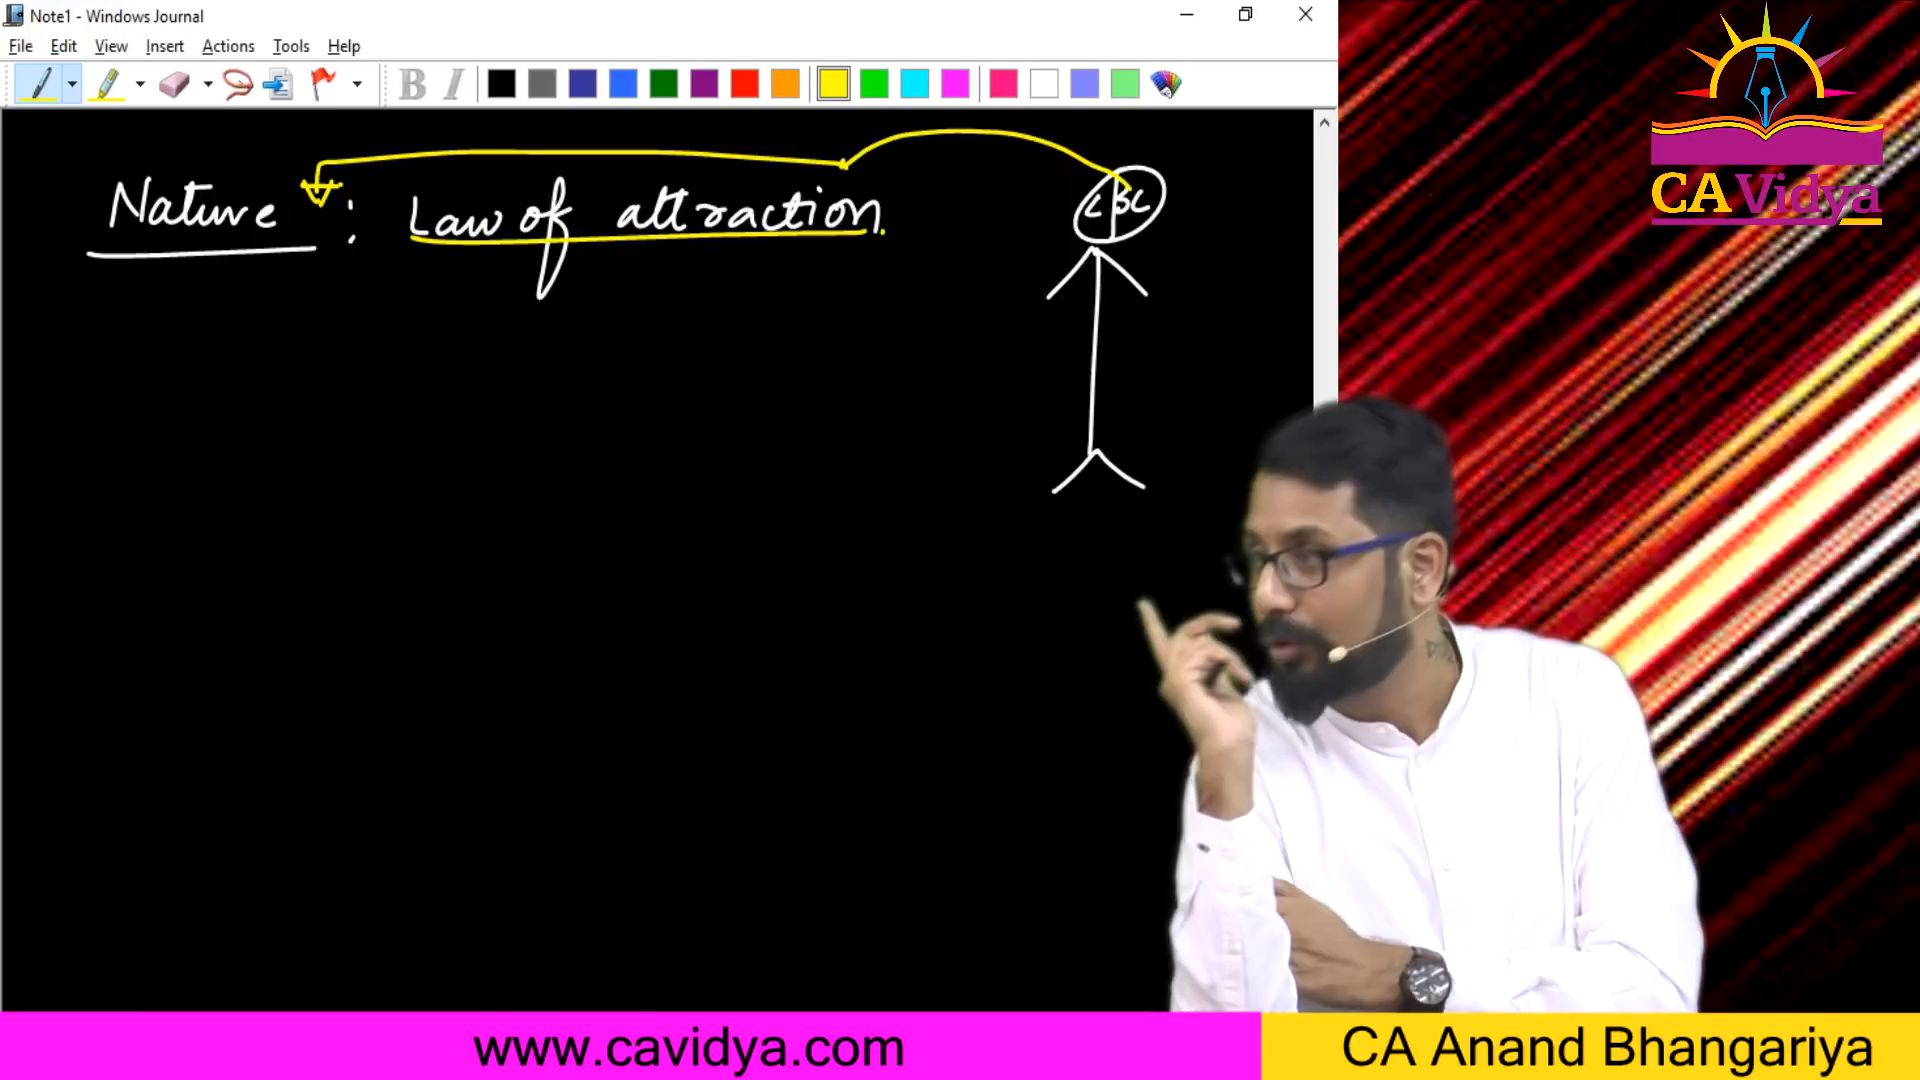 Note1 - Windows Journal
File Edit View Insert Actions Tools Help
B I
Nature : Law of attraction.
C SC
CA Vidya
www.cavidya.com
CA Anand Bhangariya